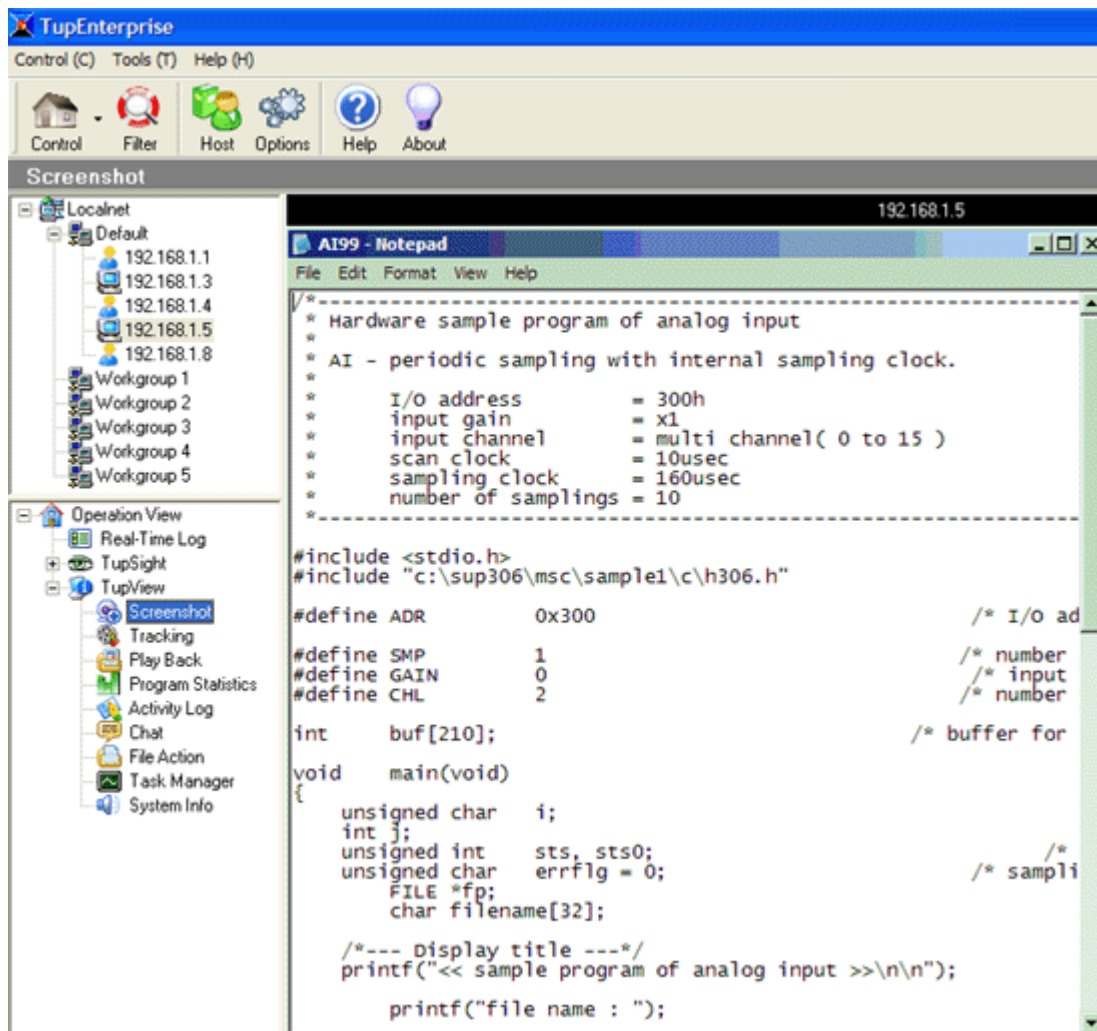 TupEnterprise
Control (C) Tools (T) Help (H)
Control Filter Host Options Help About
Screenshot
Localnet
Default
192.168.1.1
192.168.1.3
192.168.1.4
192.168.1.5
192.168.1.8
Workgroup 1
Workgroup 2
Workgroup 3
Workgroup 4
Workgroup 5
Operation View
Real-Time Log
TupSight
TupView
Screenshot
Tracking
Play Back
Program Statistics
Activity Log
Chat
File Action
Task Manager
System Info
192.168.1.5
AI99 - Notepad
File Edit Format View Help
/*-------------------------------------------------------------------------
* Hardware sample program of analog input
*
* AI - periodic sampling with internal sampling clock.
*
* I/O address = 300h
* input gain = x1
* input channel = multi channel( 0 to 15 )
* scan clock = 10usec
* sampling clock = 160usec
* number of samplings = 10
*-------------------------------------------------------------------------
#include <stdio.h>
#include "c:\sup306\msc\sample1\c\h306.h"
#define ADR 0x300 /* I/O ad
#define SMP 1 /* number
#define GAIN 0 /* input
#define CHL 2 /* number
int buf[210]; /* buffer for
void main(void)
{
unsigned char i;
int j;
unsigned int sts, sts0; /*
unsigned char errflg = 0; /* sampli
FILE *fp;
char filename[32];
/*--- Display title ---*/
printf("<< sample program of analog input >>\n\n");
printf("file name : ");